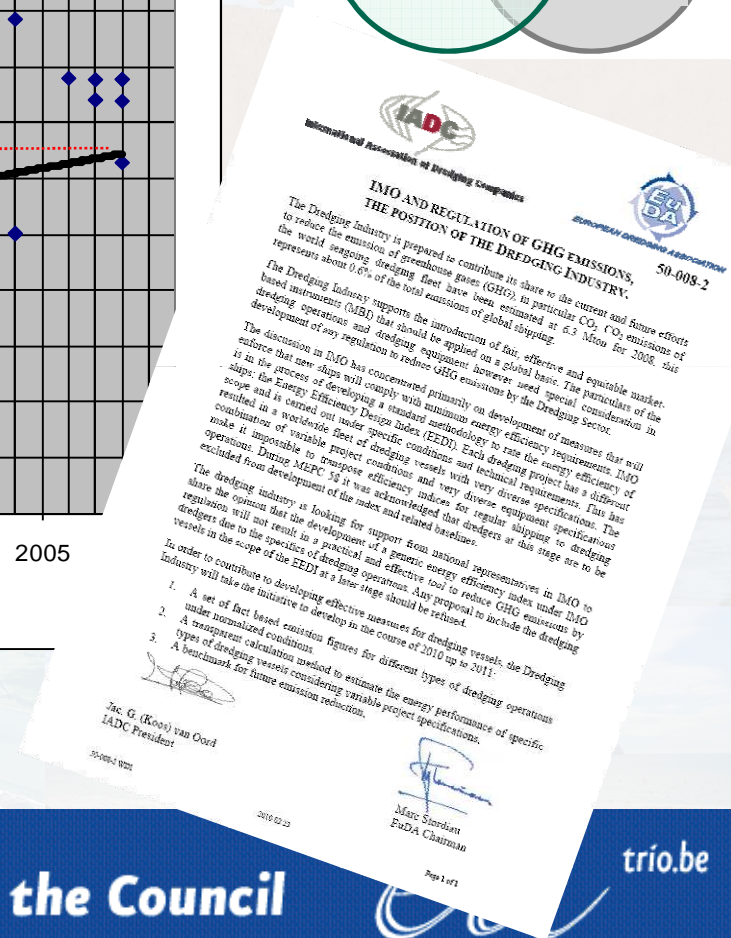 IADC
International Association of Dredging Companies
EuDA
EUROPEAN DREDGING ASSOCIATION
50-008-2
IMO AND REGULATION OF GHG EMISSIONS,
THE POSITION OF THE DREDGING INDUSTRY.
The Dredging Industry is prepared to contribute its share to the current and future efforts
to reduce the emission of greenhouse gases (GHG), in particular CO2. CO2 emissions of
the world seagoing dredging fleet have been estimated at 6.3 Mton for 2008, this
represents about 0.6% of the total emissions of global shipping.
The Dredging Industry supports the introduction of fair, effective and equitable market-
based instruments (MBI) that should be applied on a global basis. The particulars of the
dredging operations and dredging equipment however need special consideration in
development of any regulation to reduce GHG emissions by the Dredging Sector.
The discussion in IMO has concentrated primarily on development of measures that will
enforce that new ships will comply with minimum energy efficiency requirements. IMO
is in the process of developing a standard methodology to rate the energy efficiency of
ships: the Energy Efficiency Design Index (EEDI). Each dredging project has a different
scope and is carried out under specific conditions and technical requirements. This has
resulted in a worldwide fleet of dredging vessels with very diverse specifications. The
combination of variable project conditions and very diverse equipment specifications
make it impossible to transpose efficiency indices for regular shipping to dredging
operations. During MEPC 58 it was acknowledged that dredgers at this stage are to be
excluded from development of the index and related baselines.
The dredging industry is looking for support from national representatives in IMO to
share the opinion that the development of a generic energy efficiency index under IMO
regulation will not result in a practical and effective tool to reduce GHG emissions by
dredgers due to the specifics of dredging operations. Any proposal to include the dredging
vessels in the scope of the EEDI at a later stage should be refused.
In order to contribute to developing effective measures for dredging vessels, the Dredging
Industry will take the initiative to develop in the course of 2010 up to 2011:
1. A set of fact based emission figures for different types of dredging operations
under normalized conditions.
2. A transparent calculation method to estimate the energy performance of specific
types of dredging vessels considering variable project specifications.
3. A benchmark for future emission reduction.
Jac. G. (Koos) van Oord
IADC President
Marc Stordiau
EuDA Chairman
2010 02 23
Page 1 of 1
2005
the Council
trio.be